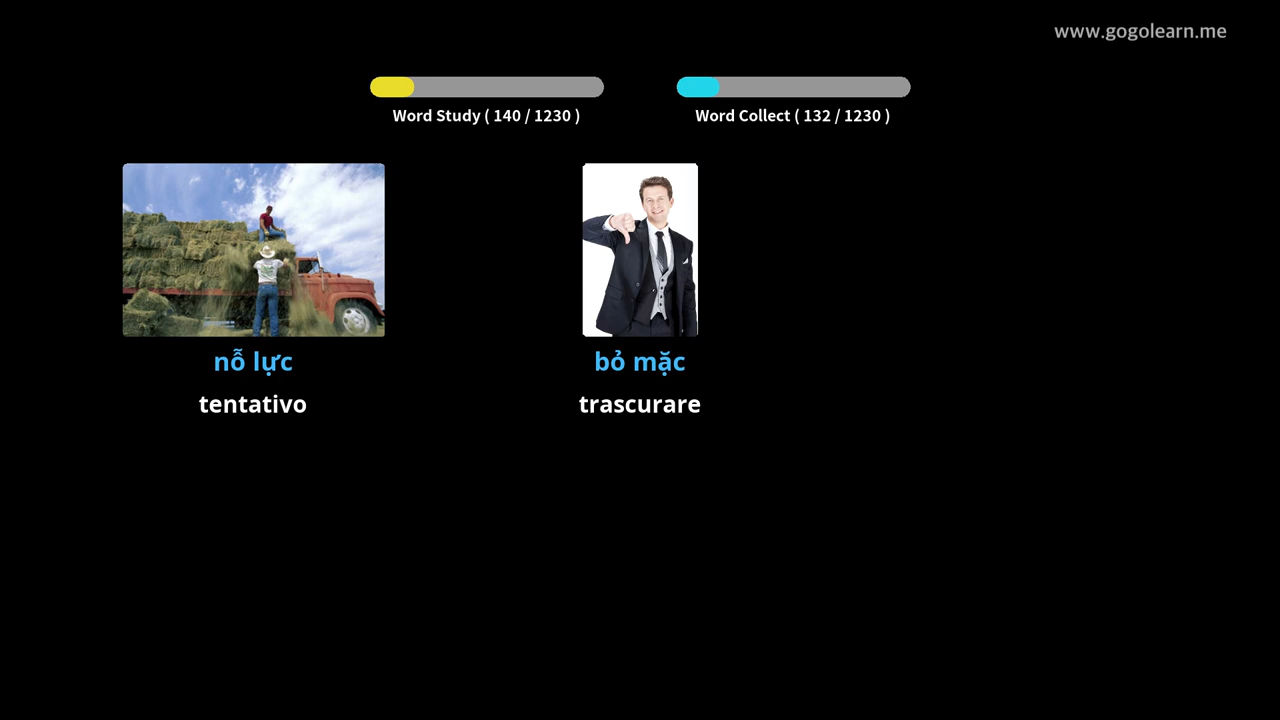 www.gogolearn.me
Word Study ( 140 / 1230 )
Word Collect ( 132 / 1230 )
nỗ lực
tentativo
bỏ mặc
trascurare